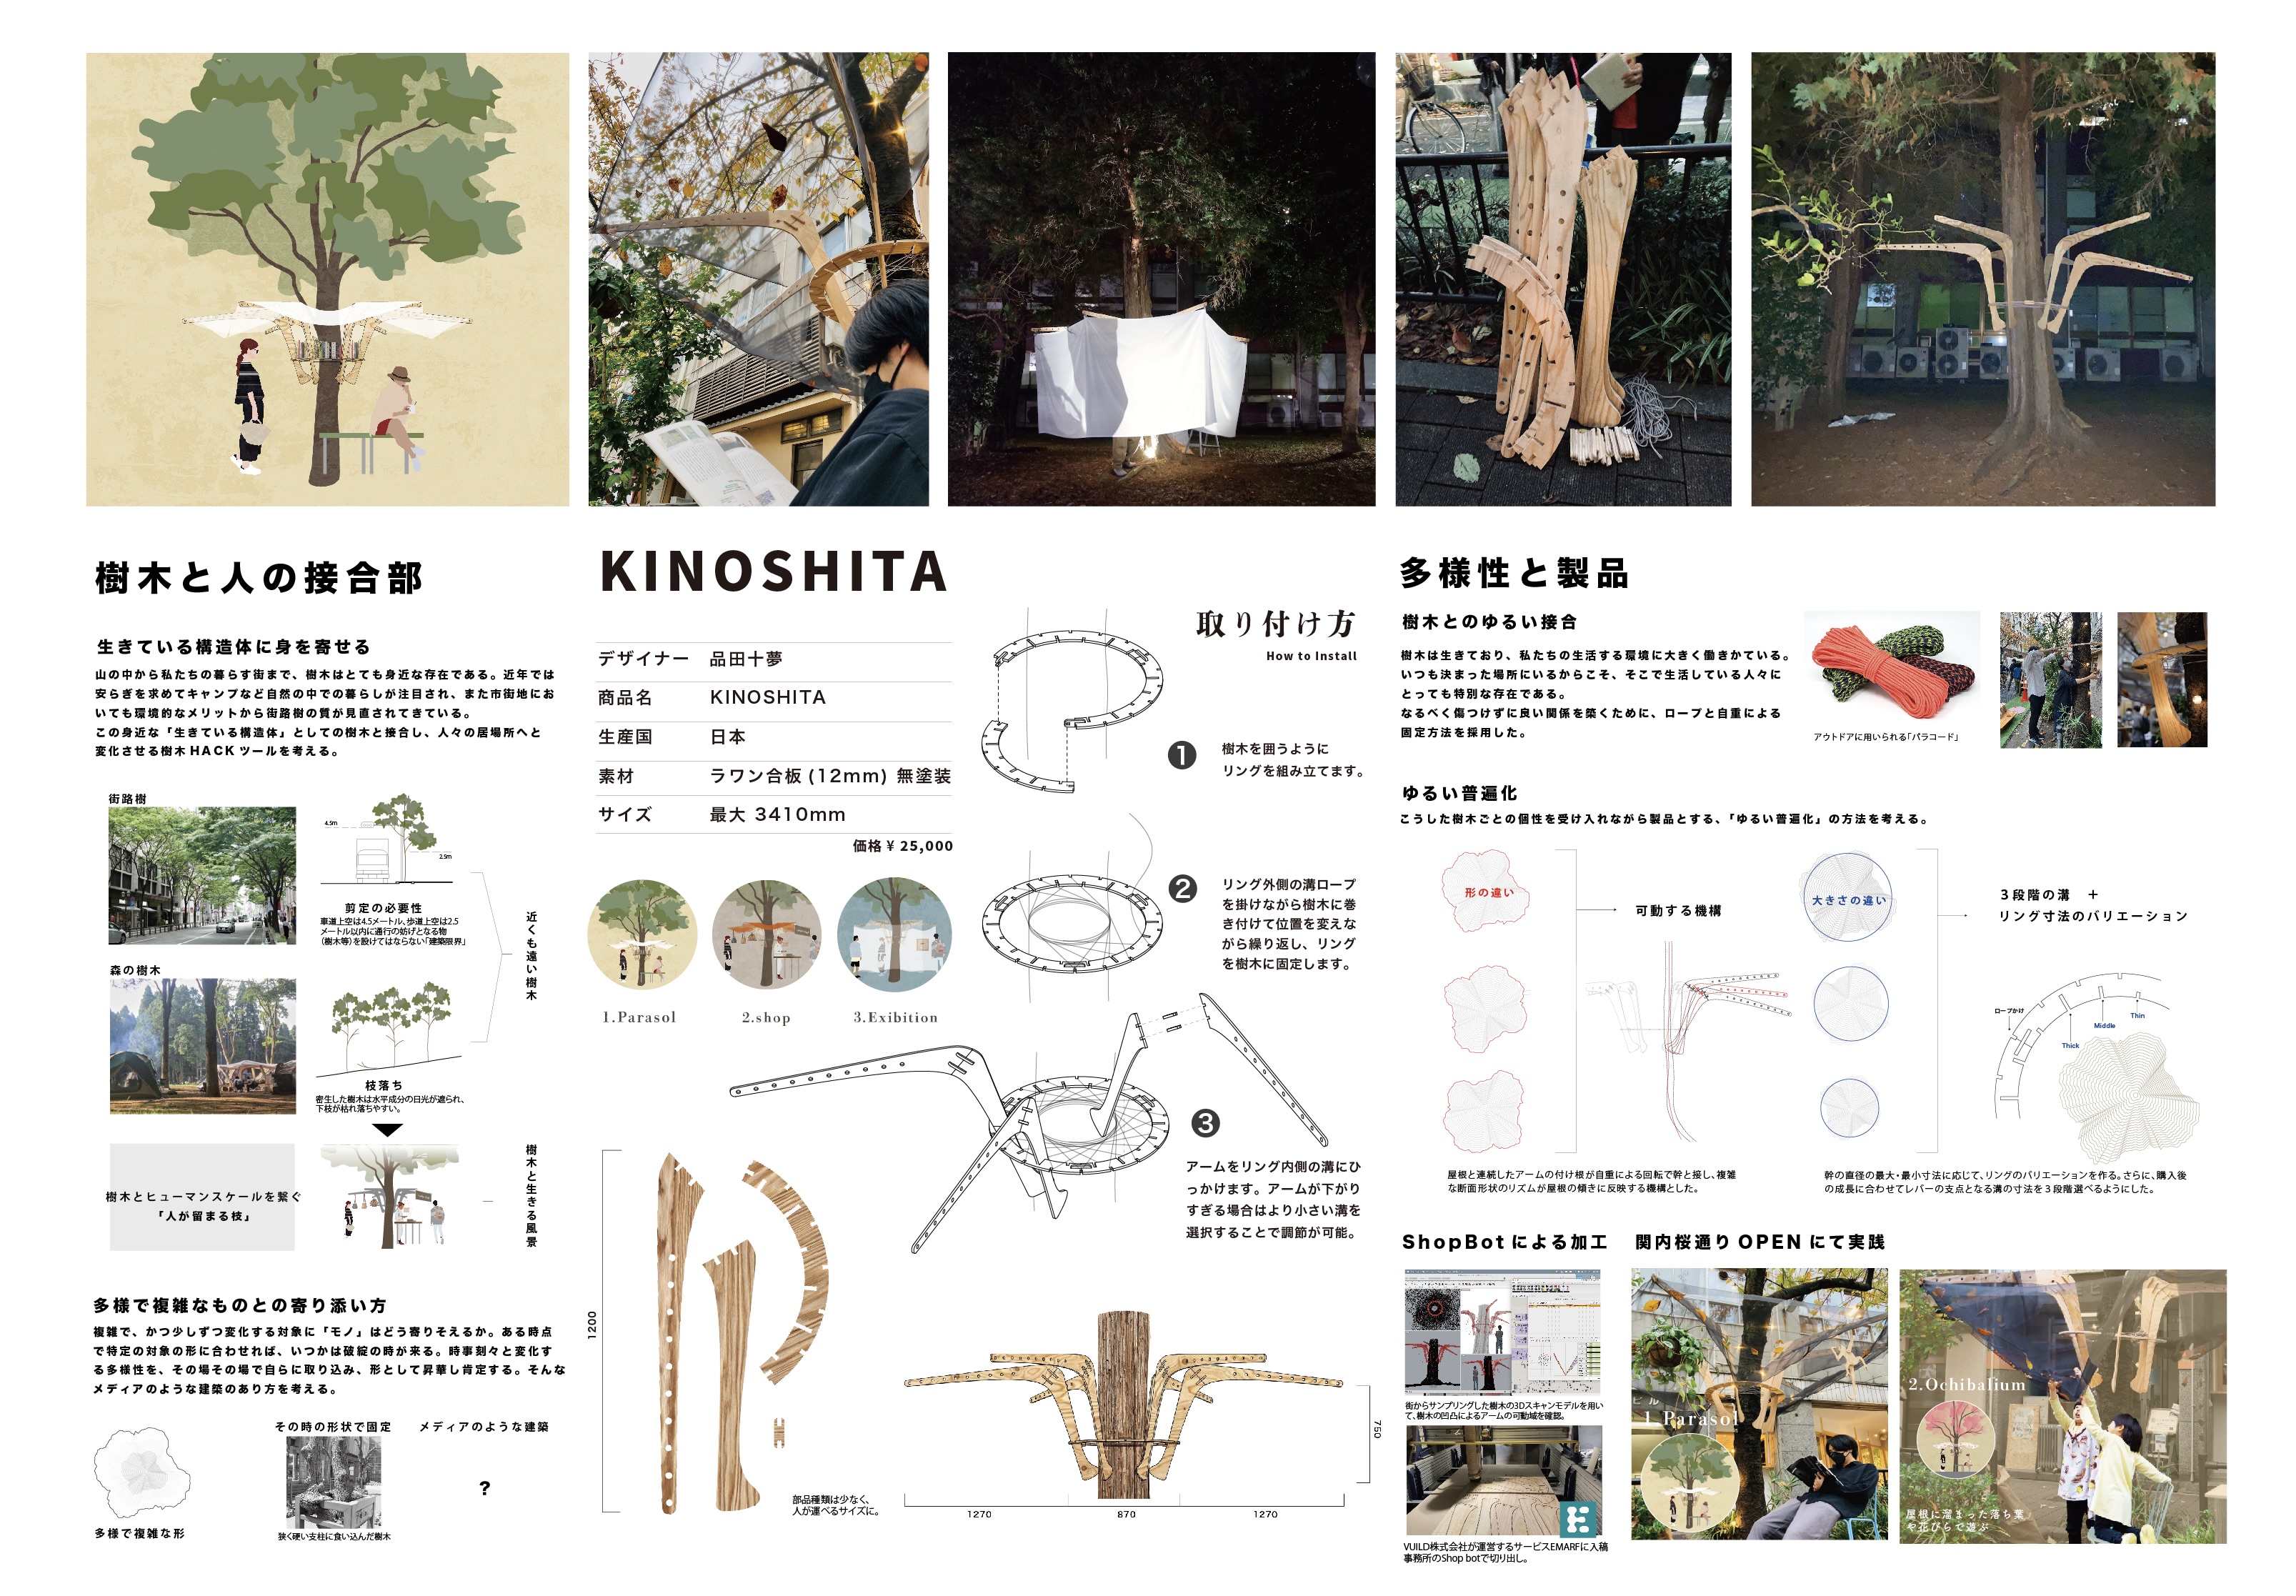 樹木と人の接合部
生きている構造体に身を寄せる
山の中から私たちの暮らす街まで、樹木はとても身近な存在である。近年では
安らぎを求めてキャンプなど自然の中での暮らしが注目され、また市街地にお
いても環境的なメリットから街路樹の質が見直されてきている。
この身近な「生きている構造体」としての樹木と接合し、人々の居場所へと
変化させる樹木 HACK ツールを考える。
街路樹
4.5m
2.5m
剪定の必要性
車道上空は4.5メートル、歩道上空は2.5
メートル以内に通行の妨げとなる物
(樹木等)を設けてはならない「建築限界」
近くも遠い樹木
森の樹木
枝落ち
密生した樹木は水平成分の日光が遮られ、
下枝が枯れ落ちやすい。
樹木とヒューマンスケールを繋ぐ
「人が留まる枝」
樹木と生きる風景
多様で複雑なものとの寄り添い方
複雑で、かつ少しずつ変化する対象に「モノ」はどう寄りそえるか。ある時点
で特定の対象の形に合わせれば、いつかは破綻の時が来る。時事刻々と変化す
る多様性を、その場その場で自らに取り込み、形として昇華し肯定する。そんな
メディアのような建築のあり方を考える。
その時の形状で固定
メディアのような建築
?
多様で複雑な形
狭く硬い支柱に食い込んだ樹木
KINOSHITA
デザイナー 品田十夢
商品名 KINOSHITA
生産国 日本
素材 ラワン合板 (12mm) 無塗装
サイズ 最大 3410mm
価格 ¥ 25,000
1.Parasol
2.shop
3.Exibition
取り付け方
How to Install
1
樹木を囲うように
リングを組み立てます。
2
リング外側の溝ロープ
を掛けながら樹木に巻
き付けて位置を変えな
がら繰り返し、リング
を樹木に固定します。
3
アームをリング内側の溝にひ
っかけます。アームが下がり
すぎる場合はより小さい溝を
選択することで調節が可能。
1200
部品種類は少なく、
人が運べるサイズに。
750
1270
870
1270
多様性と製品
樹木とのゆるい接合
樹木は生きており、私たちの生活する環境に大きく働きかている。
いつも決まった場所にいるからこそ、そこで生活している人々に
とっても特別な存在である。
なるべく傷つけずに良い関係を築くために、ロープと自重による
固定方法を採用した。
アウトドアに用いられる「パラコード」
ゆるい普遍化
こうした樹木ごとの個性を受け入れながら製品とする、「ゆるい普遍化」の方法を考える。
形の違い
可動する機構
大きさの違い
3段階の溝 +
リング寸法のバリエーション
ロープかけ
Thick
Middle
Thin
屋根と連続したアームの付け根が自重による回転で幹と接し、複雑
な断面形状のリズムが屋根の傾きに反映する機構とした。
幹の直径の最大・最小寸法に応じて、リングのバリエーションを作る。さらに、購入後
の成長に合わせてレバーの支点となる溝の寸法を3段階選べるようにした。
ShopBot による加工
関内桜通り OPEN にて実践
街からサンプリングした樹木の3Dスキャンモデルを用い
て、樹木の凹凸によるアームの可動域を確認。
VUILD株式会社が運営するサービスEMARFに入稿
事務所のShop botで切り出し。
ビル
1.Parasol
2.Ochibalium
屋根に溜まった落ち葉
や花びらで遊ぶ